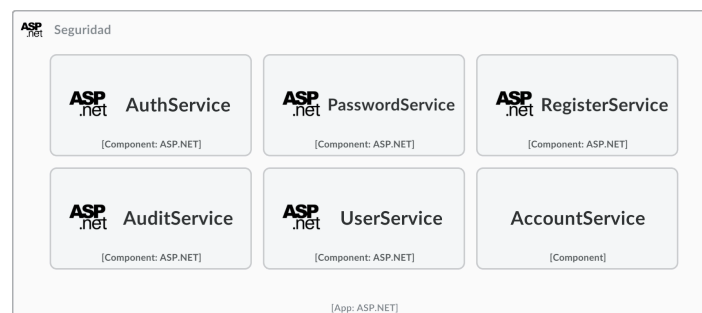 ASP
.net
Seguridad
ASP
.net
AuthService
[Component: ASP.NET]
ASP
.net
PasswordService
[Component: ASP.NET]
ASP
.net
RegisterService
[Component: ASP.NET]
ASP
.net
AuditService
[Component: ASP.NET]
ASP
.net
UserService
[Component: ASP.NET]
AccountService
[Component]
[App: ASP.NET]